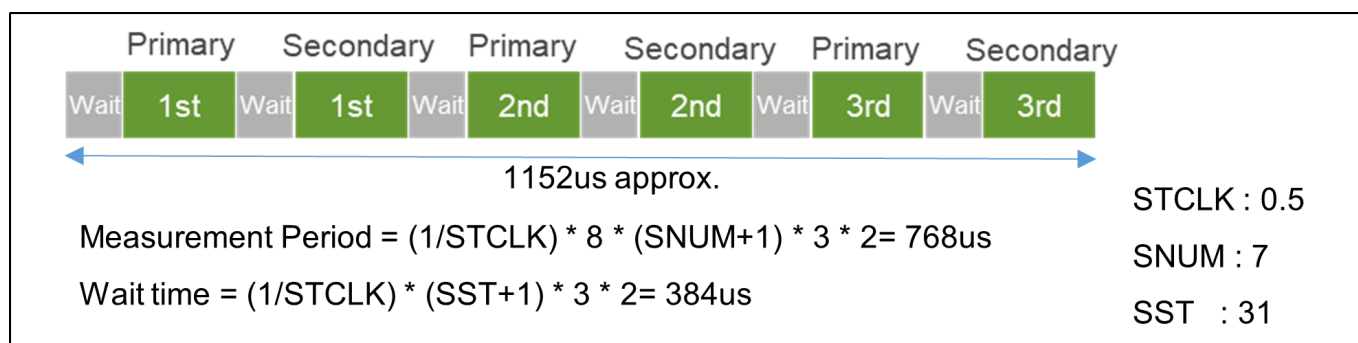 Primary Secondary Primary Secondary Primary Secondary
Wait 1st Wait 1st Wait 2nd Wait 2nd Wait 3rd Wait 3rd
1152us approx.
STCLK : 0.5
Measurement Period = (1/STCLK) * 8 * (SNUM+1) * 3 * 2= 768us
SNUM : 7
Wait time = (1/STCLK) * (SST+1) * 3 * 2= 384us
SST : 31